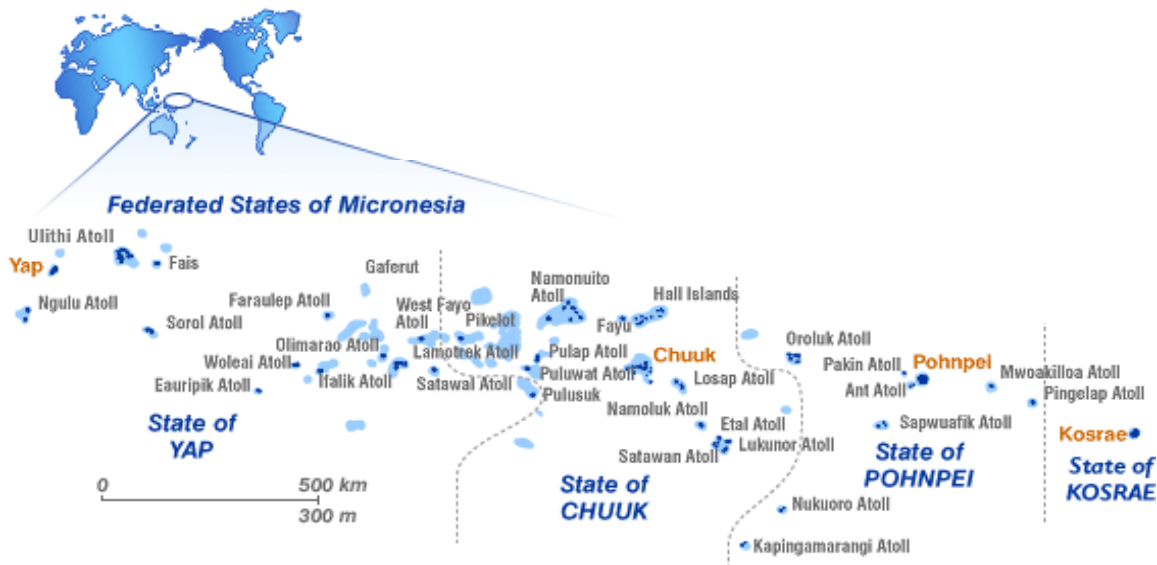 Federated States of Micronesia
Ulithi Atoll
Yap
Fais
Ngulu Atoll
Sorol Atoll
Gaferut
Faraulep Atoll
West Fayo
Atoll
Pikelot
Namonuito
Atoll
Hall Islands
Fayu
Olimarao Atoll
Woleai Atoll
Eauripik Atoll
Ifalik Atoll
Lamotrek Atoll
Satawal Atoll
Pulap Atoll
Puluwat Atoll
Pulusuk
Chuuk
Losap Atoll
Namoluk Atoll
Etal Atoll
Lukunor Atoll
Satawan Atoll
Oroluk Atoll
Pakin Atoll
Pohnpei
Ant Atoll
Mwoakilloa Atoll
Pingelap Atoll
Sapwuafik Atoll
Kosrae
State of
YAP
State of
CHUUK
State of
POHNPEI
State of
KOSRAE
Nukuoro Atoll
Kapingamarangi Atoll
0 500 km
300 m